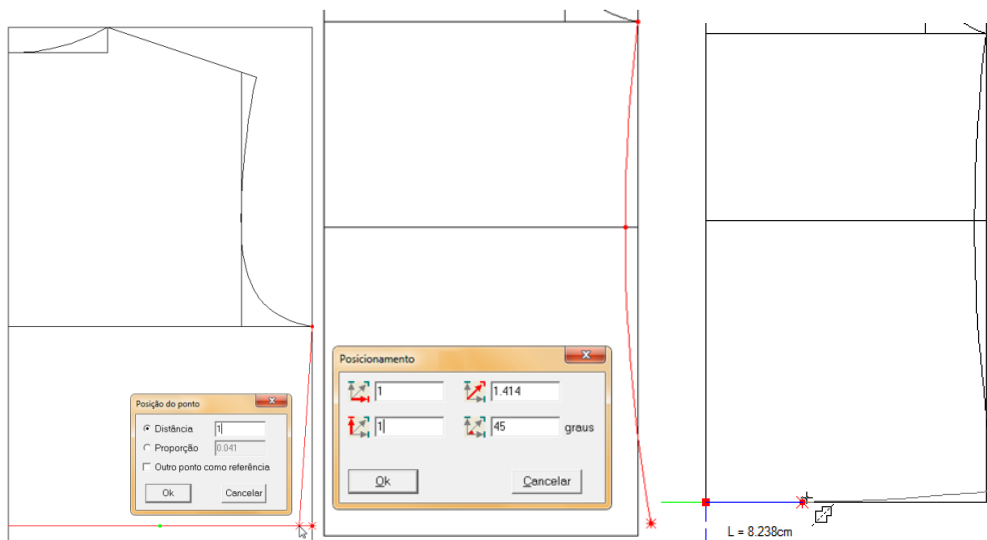 Posição do ponto
Distância 1
Proporção 0.041
Outro ponto como referência
Ok Cancelar
Posicionamento
1 1.414
1 45 graus
Ok Cancelar
L = 8.238cm